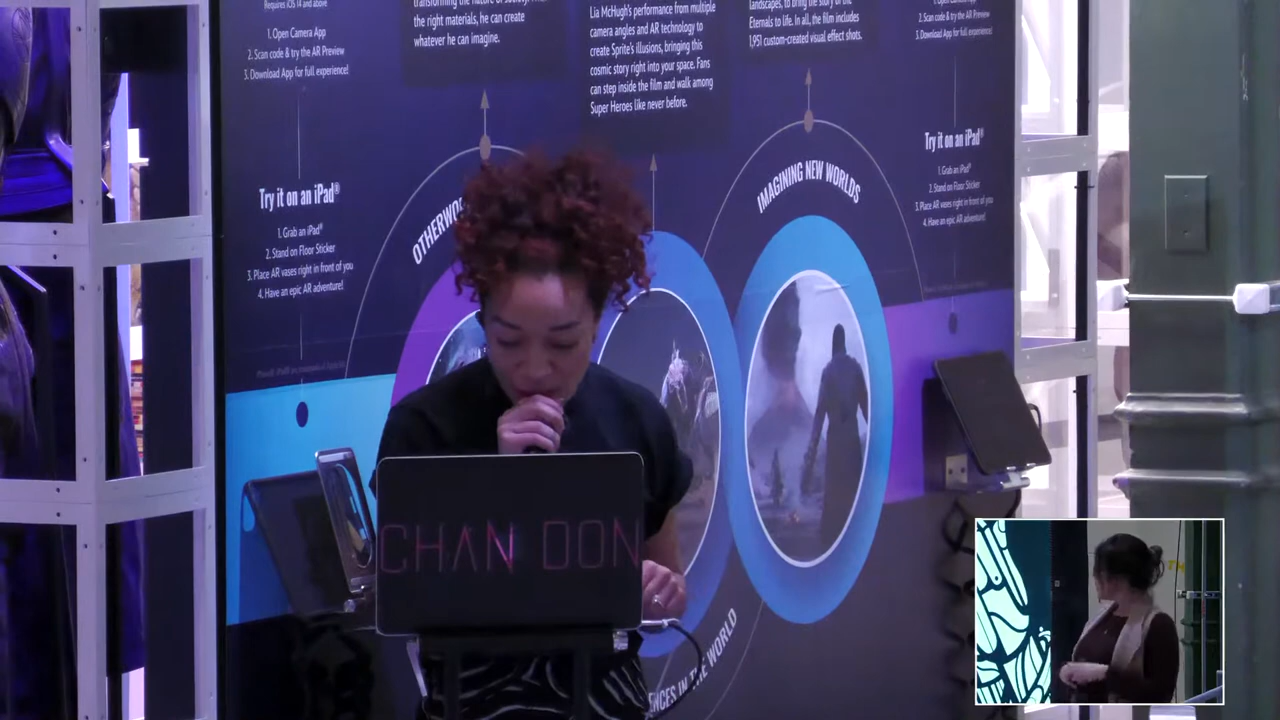 Requires iOS 14 and above
1. Open Camera App
2. Scan code & try the AR Preview
3. Download App for full experience!
Try it on an iPad®
1. Grab an iPad®
2. Stand on Floor Sticker
3. Place AR vases right in front of you
4. Have an epic AR adventure!
the right materials, he can create
whatever he can imagine.
Lia McHugh's performance from multiple
camera angles and AR technology to
create Sprite's illusions, bringing this
cosmic story right into your space. Fans
can step inside the film and walk among
Super Heroes like never before.
landscapes, to bring the story of the
Eternals to life. In all, the film includes
1,951 custom-created visual effect shots.
1. Open Camera App
2. Scan code & try the AR Preview
3. Download App for full experience!
Try it on an iPad®
1. Grab an iPad®
2. Stand on Floor Sticker
3. Place AR vases right in front of you
4. Have an epic AR adventure!
IMAGINING NEW WORLDS
CHAN DON
IN THE WORLD